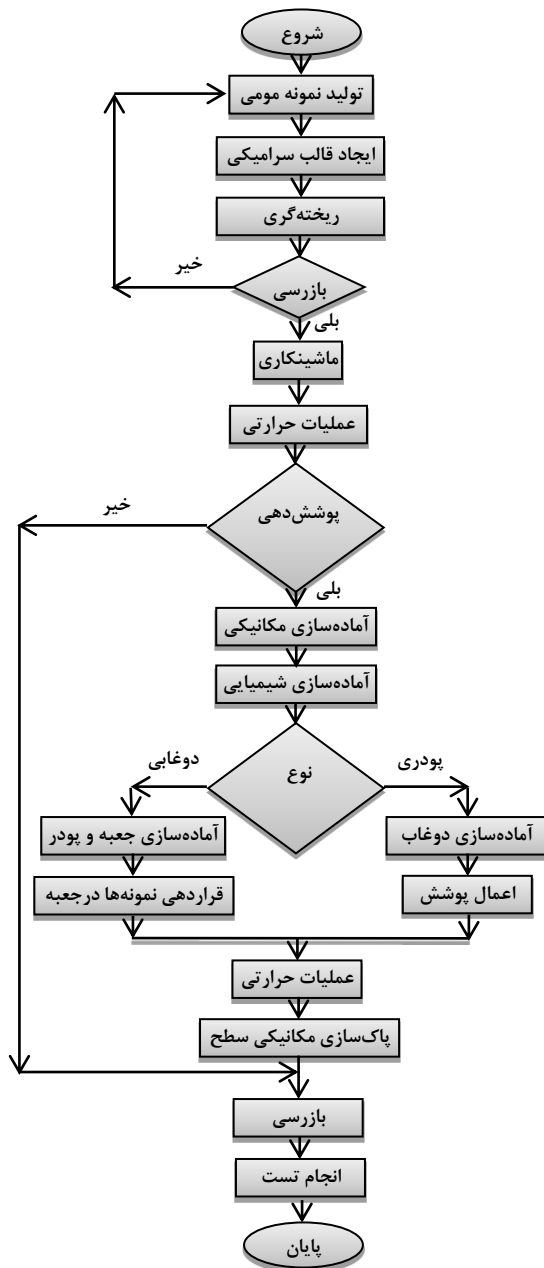 شروع
تولید نمونه مومی
ایجاد قالب سرامیکی
ریخته‌گری
خیر
بازرسی
بلی
ماشینکاری
عملیات حرارتی
پوشش‌دهی
خیر
بلی
آماده‌سازی مکانیکی
آماده‌سازی شیمیایی
پودری
نوع
دوغابی
آماده‌سازی دوغاب
آماده‌سازی جعبه و پودر
اعمال پوشش
قراردهی نمونه‌ها درجعبه
عملیات حرارتی
پاک‌سازی مکانیکی سطح
بازرسی
انجام تست
پایان